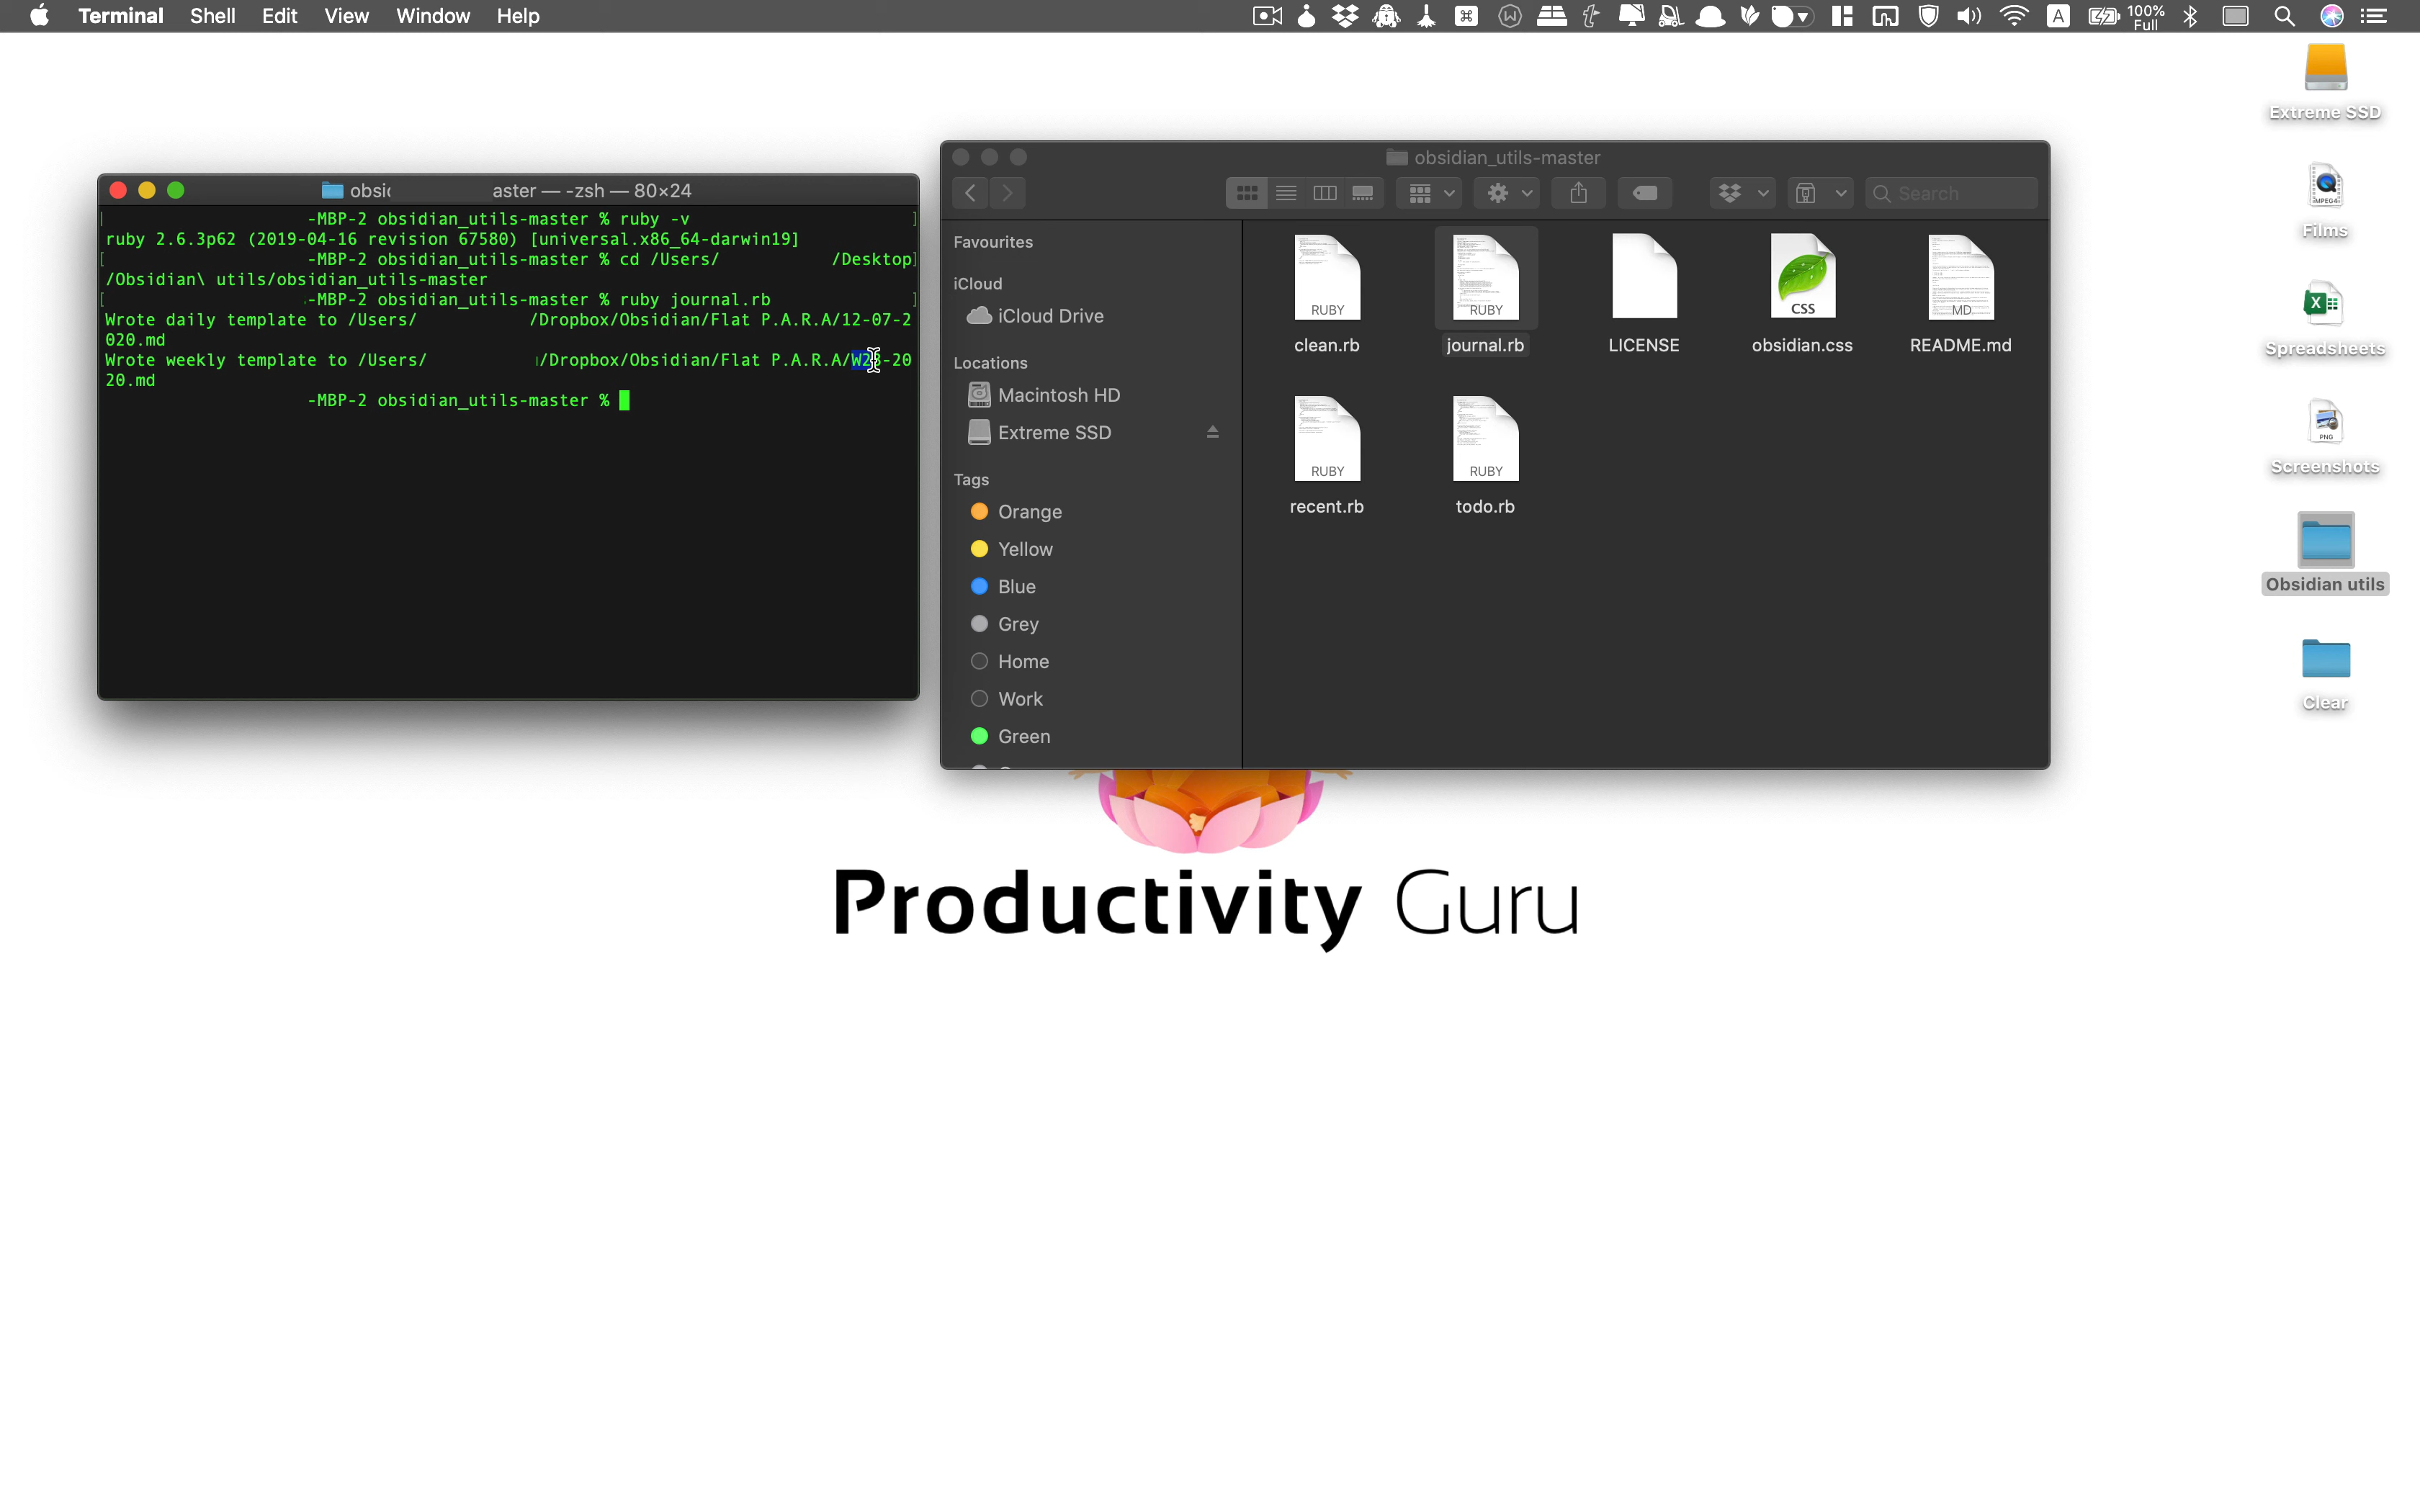 Terminal Shell Edit View Window Help
A
100%
Full
obsidian_utils-master
aster — -zsh — 80×24
-MBP-2 obsidian_utils-master % ruby -v
ruby 2.6.3p62 (2019-04-16 revision 67580) [universal.x86_64-darwin19]
-MBP-2 obsidian_utils-master % cd /Users/ /Desktop
/Obsidian\ utils/obsidian_utils-master
-MBP-2 obsidian_utils-master % ruby journal.rb
Wrote daily template to /Users/ /Dropbox/Obsidian/Flat P.A.R.A/12-07-2
020.md
Wrote weekly template to /Users/ /Dropbox/Obsidian/Flat P.A.R.A/ -20
20.md
-MBP-2 obsidian_utils-master %
Search
Favourites
iCloud
iCloud Drive
Locations
Macintosh HD
Extreme SSD
Tags
Orange
Yellow
Blue
Grey
Home
Work
Green
RUBY
clean.rb
RUBY
journal.rb
LICENSE
CSS
obsidian.css
MD
README.md
RUBY
recent.rb
RUBY
todo.rb
Extreme SSD
MPEG4
Films
Spreadsheets
PNG
Screenshots
Obsidian utils
Clear
Productivity Guru